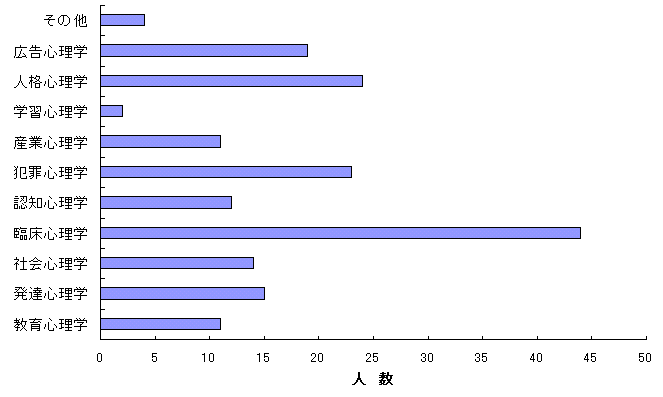 その他
広告心理学
人格心理学
学習心理学
産業心理学
犯罪心理学
認知心理学
臨床心理学
社会心理学
発達心理学
教育心理学
0 5 10 15 20 25 30 35 40 45 50
人 数